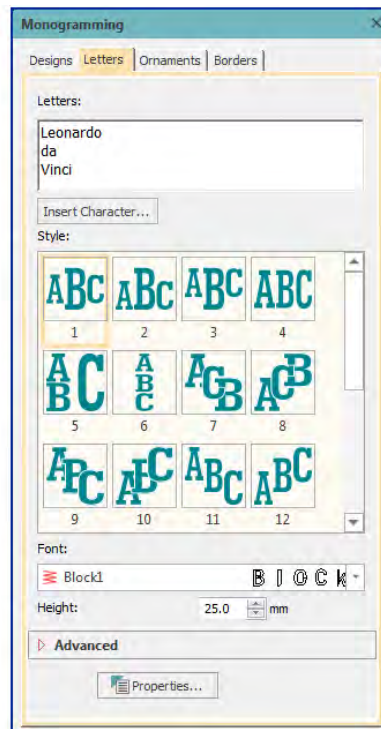 Monogramming ×
Designs Letters Ornaments Borders
Letters:
Leonardo
da
Vinci
Insert Character...
Style:
ABC ABC ABC ABC
1 2 3 4
ABC ABC ACB ACB
5 6 7 8
ABC ABC ABC ABC
9 10 11 12
Font:
Block1 BLOCK
Height: 25.0 mm
Advanced
Properties...